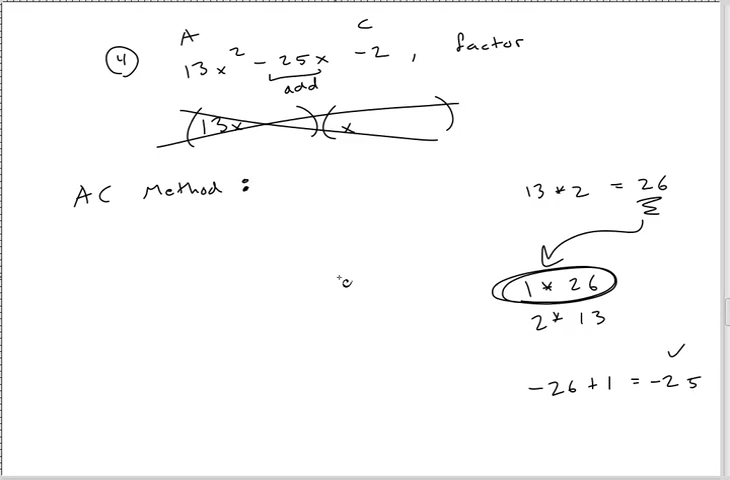 A C
④ 13x² - 25x - 2 , factor
add
(13x )(x )
AC Method :
13 * 2 = 26
1 * 26
2 * 13
✓
-26 + 1 = -25